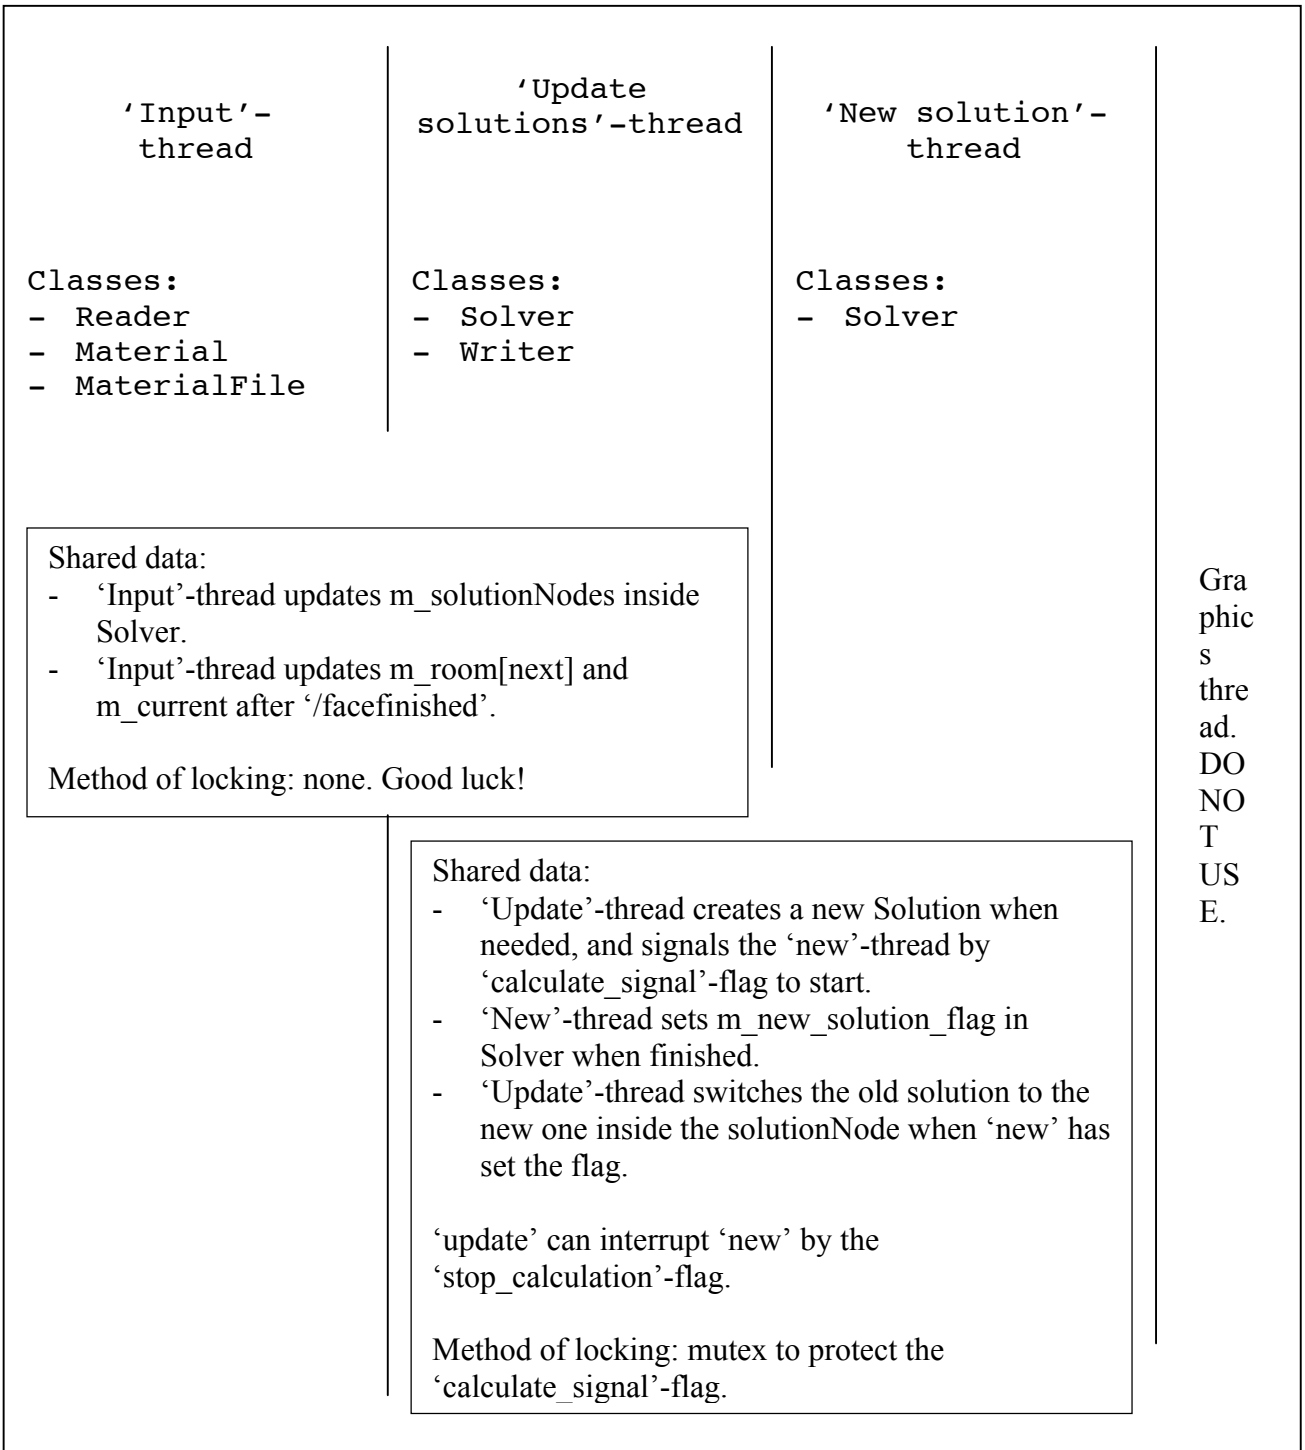 ‘Input’–
thread
‘Update
solutions’–thread
‘New solution’–
thread
Classes:
– Reader
– Material
– MaterialFile
Classes:
– Solver
– Writer
Classes:
– Solver
Shared data:
- ‘Input’-thread updates m_solutionNodes inside
Solver.
- ‘Input’-thread updates m_room[next] and
m_current after ‘/facefinished’.
Method of locking: none. Good luck!
Shared data:
- ‘Update’-thread creates a new Solution when
needed, and signals the ‘new’-thread by
‘calculate_signal’-flag to start.
- ‘New’-thread sets m_new_solution_flag in
Solver when finished.
- ‘Update’-thread switches the old solution to the
new one inside the solutionNode when ‘new’ has
set the flag.
‘update’ can interrupt ‘new’ by the
‘stop_calculation’-flag.
Method of locking: mutex to protect the
‘calculate_signal’-flag.
Gra
phic
s
thre
ad.
DO
NO
T
US
E.